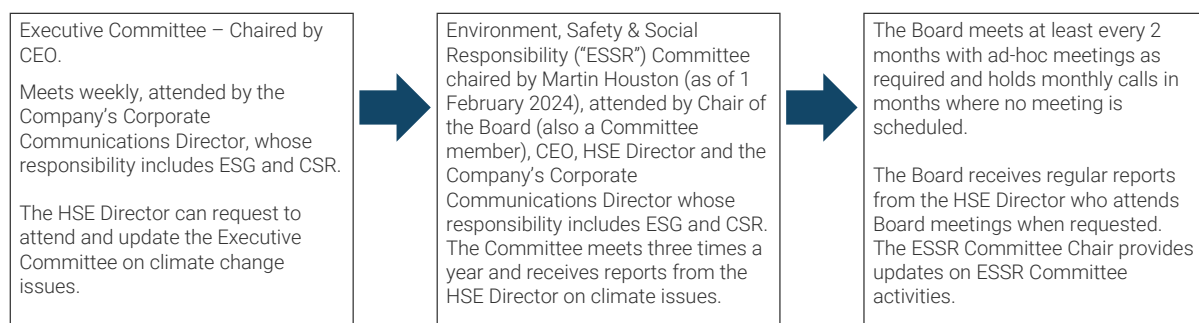 Executive Committee – Chaired by
CEO.
Meets weekly, attended by the
Company’s Corporate
Communications Director, whose
responsibility includes ESG and CSR.
The HSE Director can request to
attend and update the Executive
Committee on climate change
issues.
Environment, Safety & Social
Responsibility (“ESSR”) Committee
chaired by Martin Houston (as of 1
February 2024), attended by Chair of
the Board (also a Committee
member), CEO, HSE Director and the
Company’s Corporate
Communications Director whose
responsibility includes ESG and CSR.
The Committee meets three times a
year and receives reports from the
HSE Director on climate issues.
The Board meets at least every 2
months with ad-hoc meetings as
required and holds monthly calls in
months where no meeting is
scheduled.
The Board receives regular reports
from the HSE Director who attends
Board meetings when requested.
The ESSR Committee Chair provides
updates on ESSR Committee
activities.